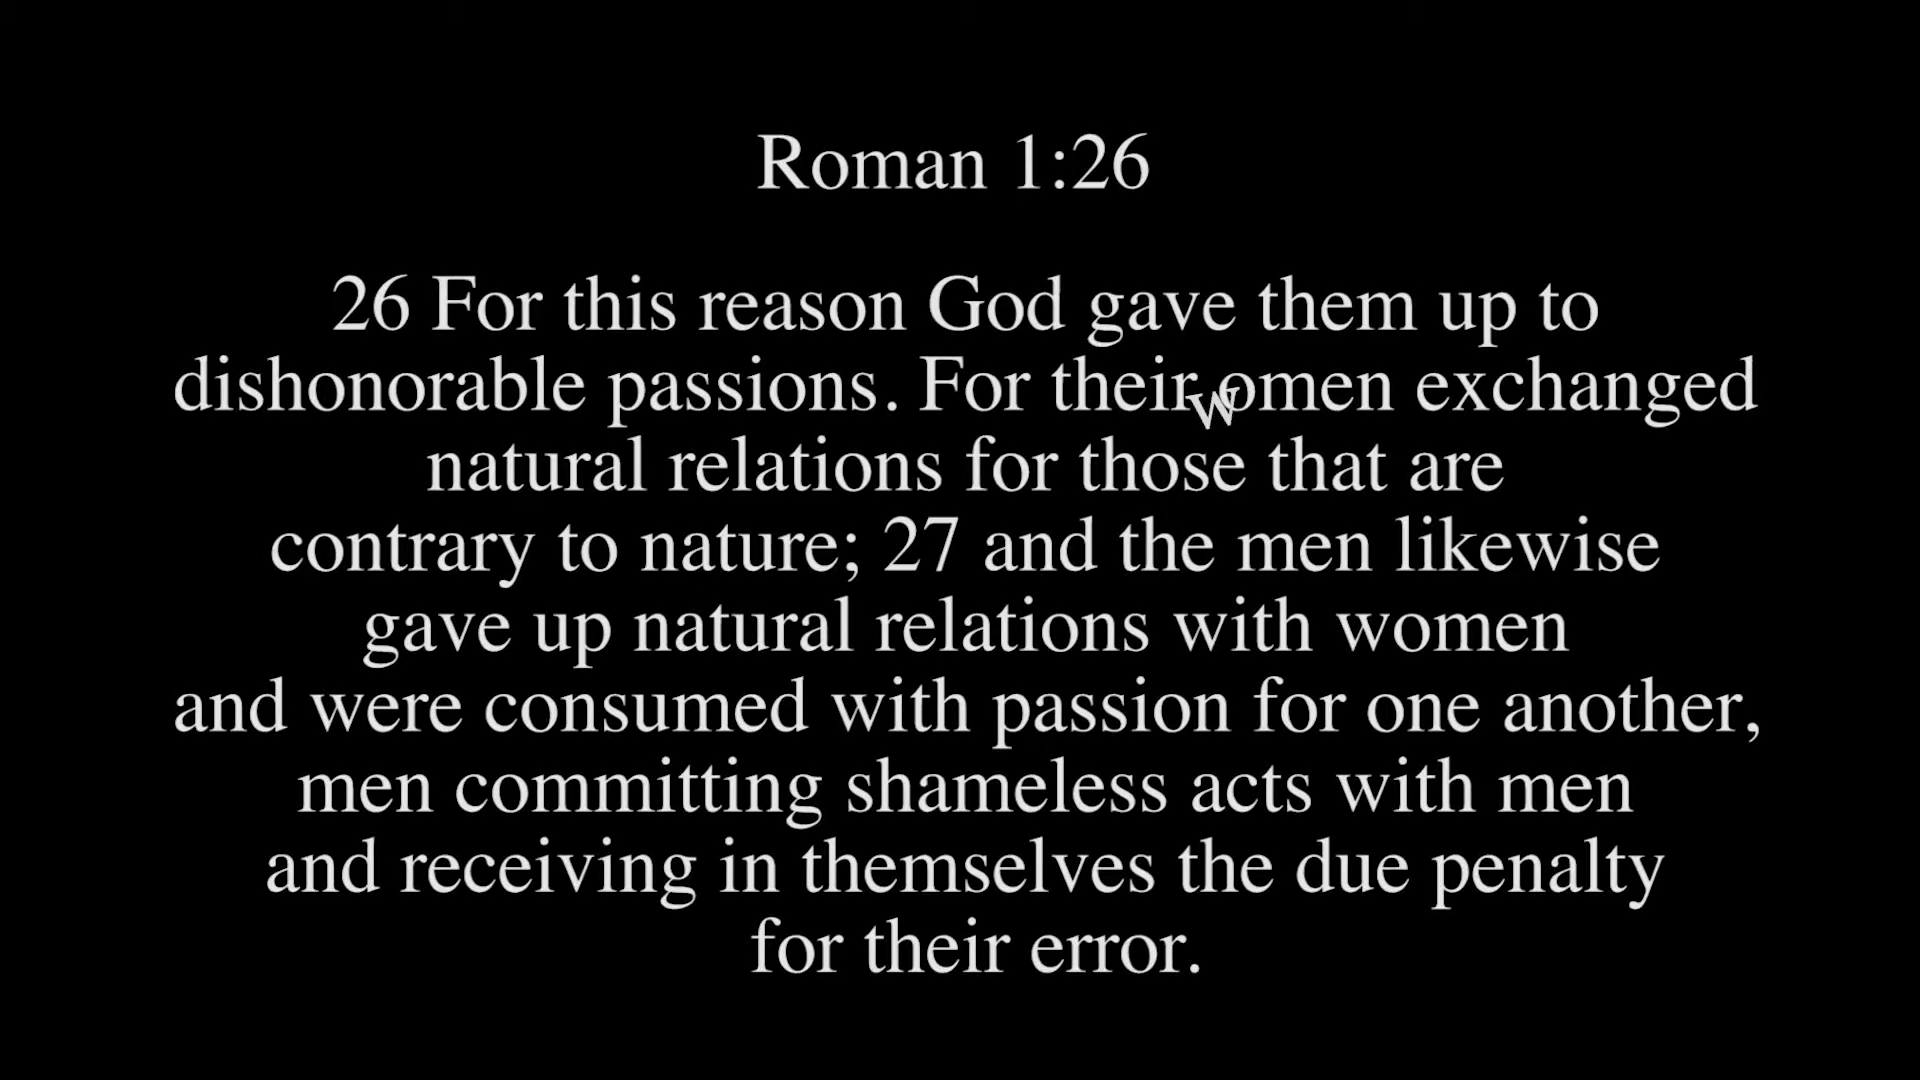 Roman 1:26
26 For this reason God gave them up to
dishonorable passions. For their women exchanged
natural relations for those that are
contrary to nature; 27 and the men likewise
gave up natural relations with women
and were consumed with passion for one another,
men committing shameless acts with men
and receiving in themselves the due penalty
for their error.